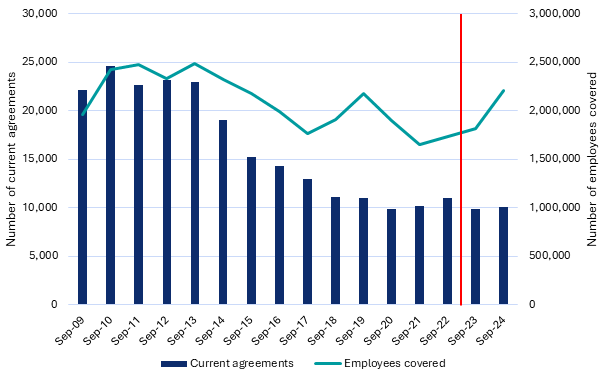 30,000
25,000
20,000
15,000
10,000
5,000
0
Number of current agreements
3,000,000
2,500,000
2,000,000
1,500,000
1,000,000
500,000
0
Number of employees covered
Sep-09
Sep-10
Sep-11
Sep-12
Sep-13
Sep-14
Sep-15
Sep-16
Sep-17
Sep-18
Sep-19
Sep-20
Sep-21
Sep-22
Sep-23
Sep-24
Current agreements
Employees covered